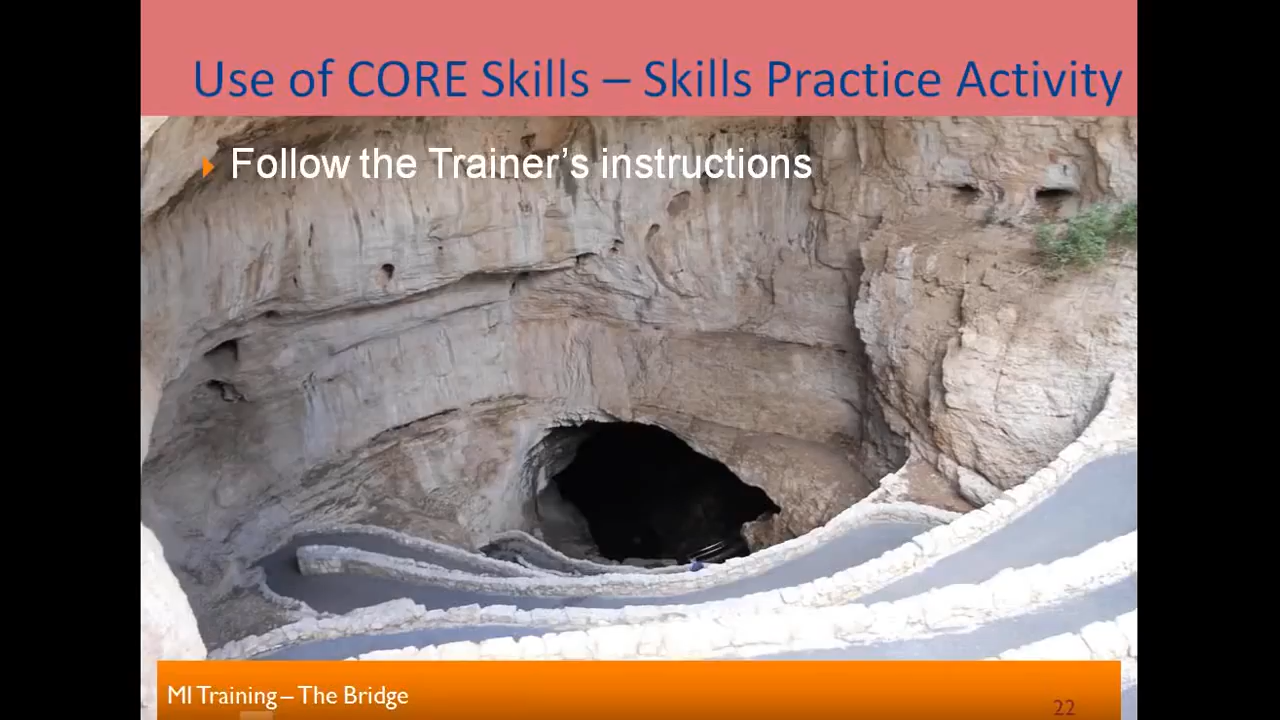 Use of CORE Skills – Skills Practice Activity
Follow the Trainer’s instructions
MI Training – The Bridge
22